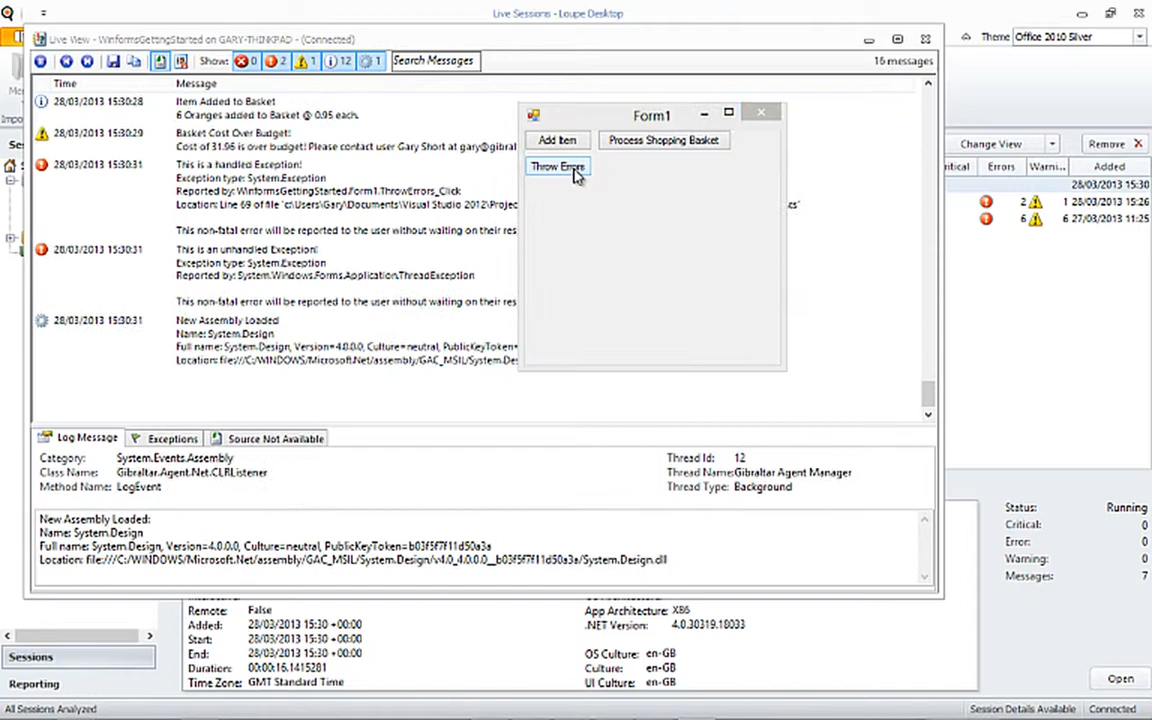 Live Sessions - Loupe Desktop
Theme Office 2010 Silver
Live View - WinformsGettingStarted on GARY-THINKPAD - (Connected)
Show: 0 2 1 12 1 Search Messages 16 messages
Time Message
28/03/2013 15:30:28 Item Added to Basket
6 Oranges added to Basket @ 0.95 each.
28/03/2013 15:30:29 Basket Cost Over Budget!
Cost of 31.96 is over budget! Please contact user Gary Short at gary@gibral
28/03/2013 15:30:31 This is a handled Exception!
Exception type: System.Exception
Reported by: WinformsGettingStarted.Form1.ThrowErrors_Click
Location: Line 69 of file 'c:\Users\Gary\Documents\Visual Studio 2012\Projec cs'
This non-fatal error will be reported to the user without waiting on their res
28/03/2013 15:30:31 This is an unhandled Exception!
Exception type: System.Exception
Reported by: System.Windows.Forms.Application.ThreadException
This non-fatal error will be reported to the user without waiting on their res
28/03/2013 15:30:31 New Assembly Loaded
Name: System.Design
Full name: System.Design, Version=4.0.0.0, Culture=neutral, PublicKeyToken=
Location: file:///C:/WINDOWS/Microsoft.Net/assembly/GAC_MSIL/System.Des
Form1
Add Item Process Shopping Basket
Throw Errors
Change View Remove
Errors Warni... Added
28/03/2013 15:30
2 1 28/03/2013 15:26
6 6 27/03/2013 11:25
Log Message Exceptions Source Not Available
Category: System.Events.Assembly
Class Name: Gibraltar.Agent.Net.CLRListener
Method Name: LogEvent
Thread Id: 12
Thread Name: Gibraltar Agent Manager
Thread Type: Background
New Assembly Loaded:
Name: System.Design
Full name: System.Design, Version=4.0.0.0, Culture=neutral, PublicKeyToken=b03f5f7f11d50a3a
Location: file:///C:/WINDOWS/Microsoft.Net/assembly/GAC_MSIL/System.Design/v4.0_4.0.0.0__b03f5f7f11d50a3a/System.Design.dll
Status: Running
Critical: 0
Error: 0
Warning: 0
Messages: 7
Remote: False
Added: 28/03/2013 15:30 +00:00
Start: 28/03/2013 15:30 +00:00
End: 28/03/2013 15:30 +00:00
Duration: 00:00:16.1415281
Time Zone: GMT Standard Time
App Architecture: X86
.NET Version: 4.0.30319.18033
OS Culture: en-GB
Culture: en-GB
UI Culture: en-GB
Sessions
Reporting
Open
All Sessions Analyzed Session Details Available Connected